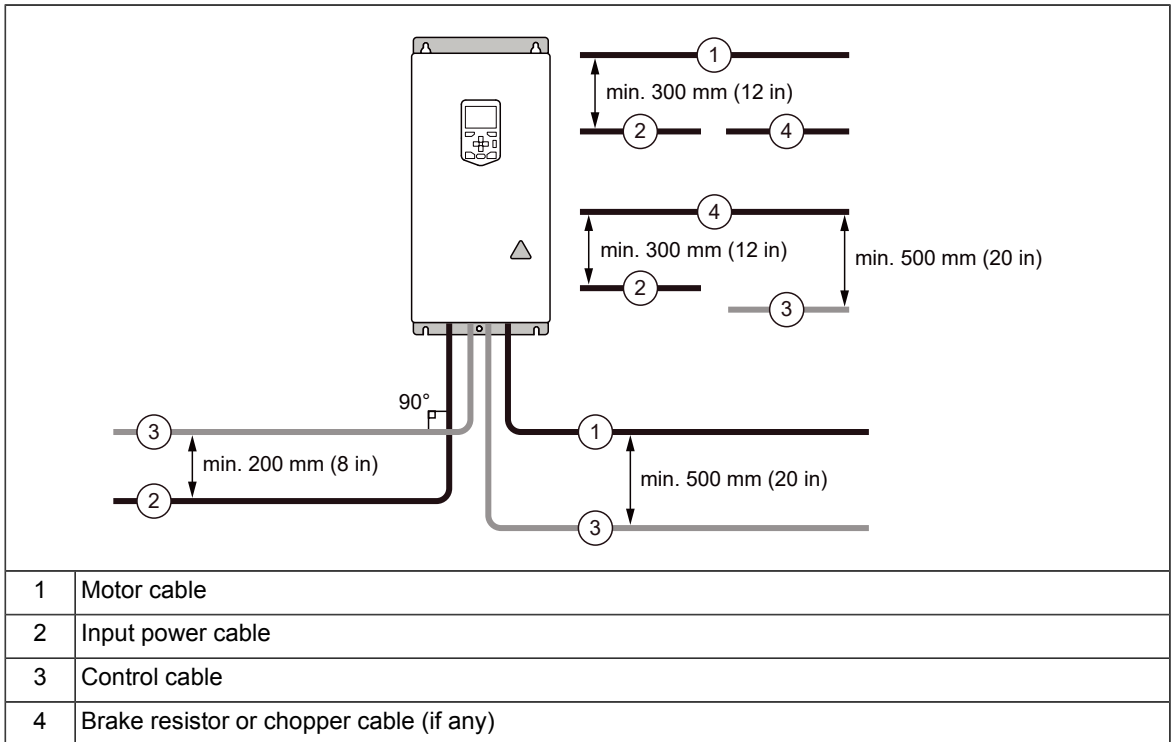 1
min. 300 mm (12 in)
2
4
4
min. 300 mm (12 in)
min. 500 mm (20 in)
2
3
90°
3
1
min. 200 mm (8 in)
min. 500 mm (20 in)
2
3
1 Motor cable
2 Input power cable
3 Control cable
4 Brake resistor or chopper cable (if any)